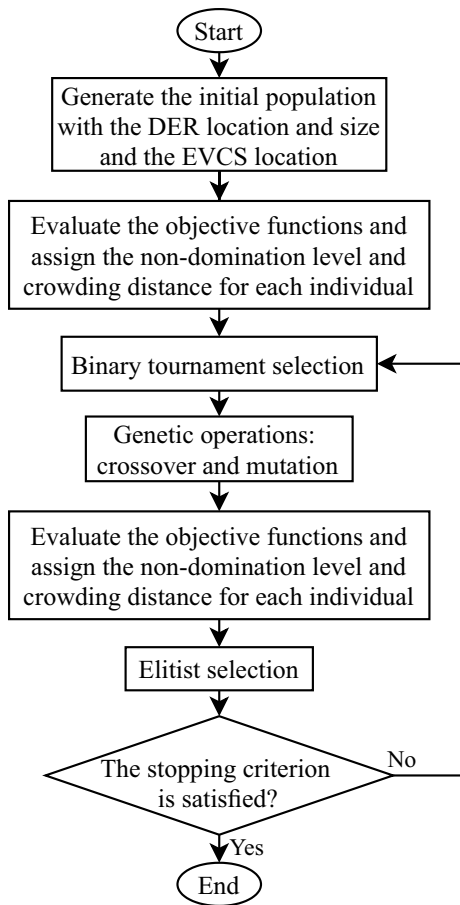 Start
Generate the initial population
with the DER location and size
and the EVCS location
Evaluate the objective functions and
assign the non-domination level and
crowding distance for each individual
Binary tournament selection
Genetic operations:
crossover and mutation
Evaluate the objective functions and
assign the non-domination level and
crowding distance for each individual
Elitist selection
The stopping criterion
is satisfied?
No
Yes
End